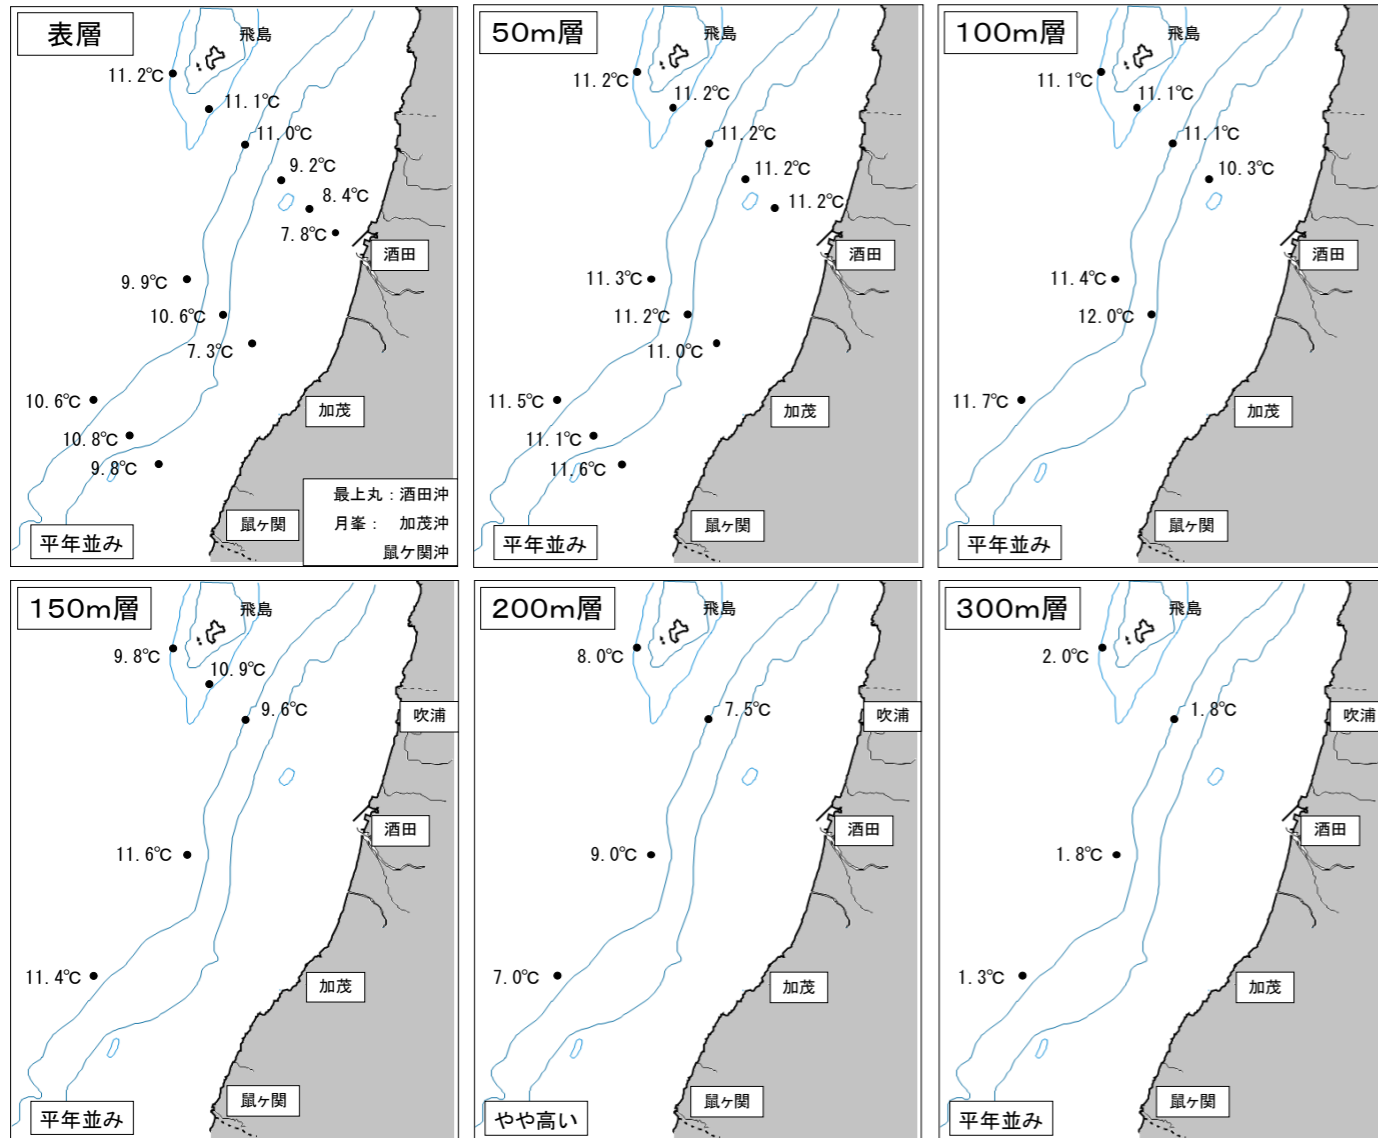 表層
飛島
11.2℃
11.1℃
11.0℃
9.2℃
8.4℃
7.8℃
酒田
9.9℃
10.6℃
7.3℃
10.6℃
加茂
10.8℃
9.8℃
最上丸：酒田沖
月峯： 加茂沖
鼠ケ関沖
鼠ヶ関
平年並み
50m層
飛島
11.2℃
11.2℃
11.2℃
11.2℃
11.2℃
酒田
11.3℃
11.2℃
11.0℃
11.5℃
加茂
11.1℃
11.6℃
鼠ヶ関
平年並み
100m層
飛島
11.1℃
11.1℃
11.1℃
10.3℃
酒田
11.4℃
12.0℃
11.7℃
加茂
鼠ヶ関
平年並み
150m層
飛島
9.8℃
10.9℃
9.6℃
吹浦
酒田
11.6℃
11.4℃
加茂
鼠ヶ関
平年並み
200m層
飛島
8.0℃
7.5℃
吹浦
酒田
9.0℃
7.0℃
加茂
鼠ヶ関
やや高い
300m層
飛島
2.0℃
1.8℃
吹浦
酒田
1.8℃
1.3℃
加茂
鼠ヶ関
平年並み